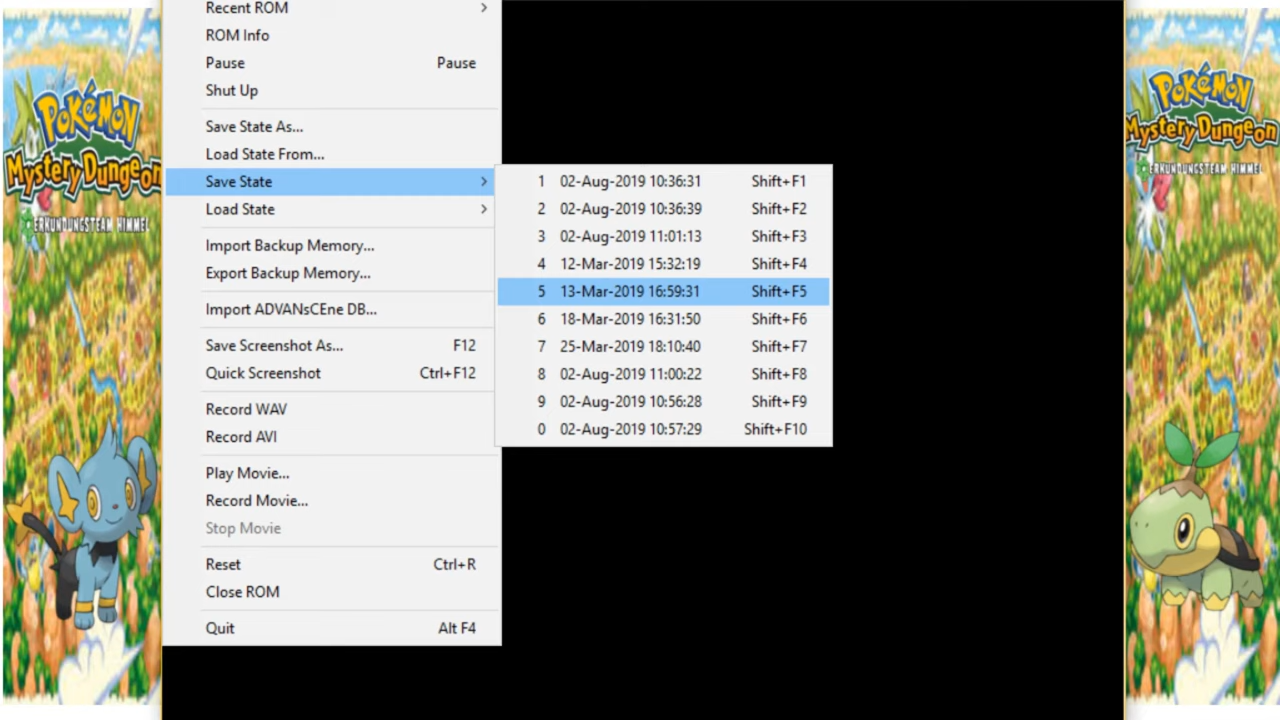 Recent ROM
ROM Info
Pause Pause
Shut Up
Save State As...
Load State From...
Save State
Load State
Import Backup Memory...
Export Backup Memory...
Import ADVANsCEne DB...
Save Screenshot As... F12
Quick Screenshot Ctrl+F12
Record WAV
Record AVI
Play Movie...
Record Movie...
Stop Movie
Reset Ctrl+R
Close ROM
Quit Alt F4
1 02-Aug-2019 10:36:31 Shift+F1
2 02-Aug-2019 10:36:39 Shift+F2
3 02-Aug-2019 11:01:13 Shift+F3
4 12-Mar-2019 15:32:19 Shift+F4
5 13-Mar-2019 16:59:31 Shift+F5
6 18-Mar-2019 16:31:50 Shift+F6
7 25-Mar-2019 18:10:40 Shift+F7
8 02-Aug-2019 11:00:22 Shift+F8
9 02-Aug-2019 10:56:28 Shift+F9
0 02-Aug-2019 10:57:29 Shift+F10
POKéMON
Mystery Dungeon
ERKUNDUNGSTEAM HIMMEL
POKéMON
Mystery Dungeon
ERKUNDUNGSTEAM HIMMEL